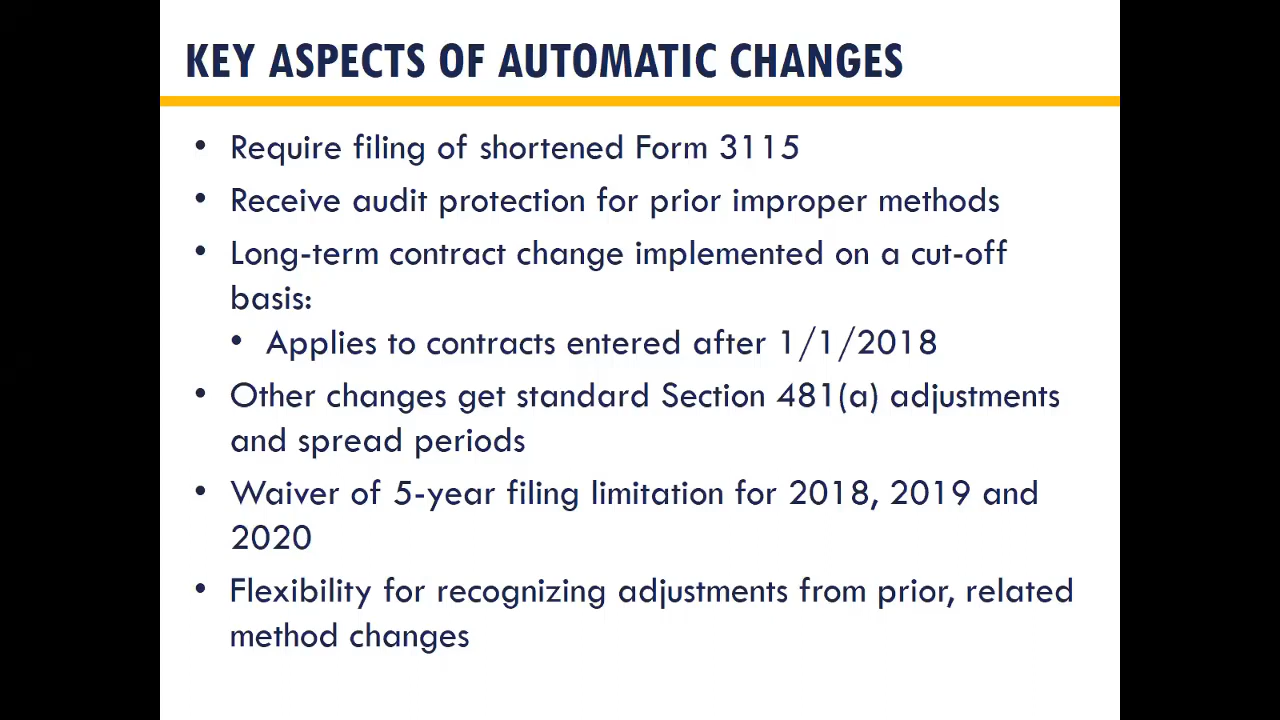 KEY ASPECTS OF AUTOMATIC CHANGES
• Require filing of shortened Form 3115
• Receive audit protection for prior improper methods
• Long-term contract change implemented on a cut-off
basis:
• Applies to contracts entered after 1/1/2018
• Other changes get standard Section 481(a) adjustments
and spread periods
• Waiver of 5-year filing limitation for 2018, 2019 and
2020
• Flexibility for recognizing adjustments from prior, related
method changes